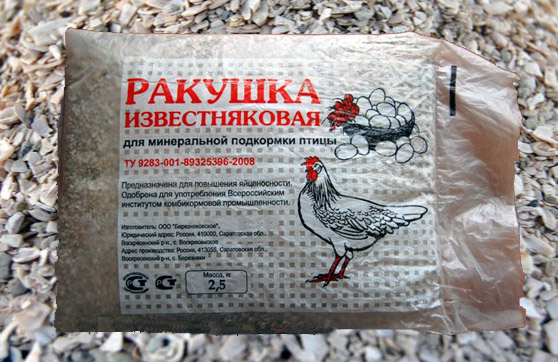 РАКУШКА
ИЗВЕСТНЯКОВАЯ
для минеральной подкормки птицы
ТУ 9283-001-89325396-2008
Предназначена для повышения яйценоскости.
Одобрена для употребления Всероссийским
институтом комбикормовой промышленности.
Изготовитель: ООО "Березняковское",
Юридический адрес: Россия, 410000, Саратовская обл.,
Воскресенский р-н, с. Воскресенское
Адрес производства: Россия, 413055, Саратовская обл.,
Воскресенский р-н, с. Березняки
Масса, кг
2,5